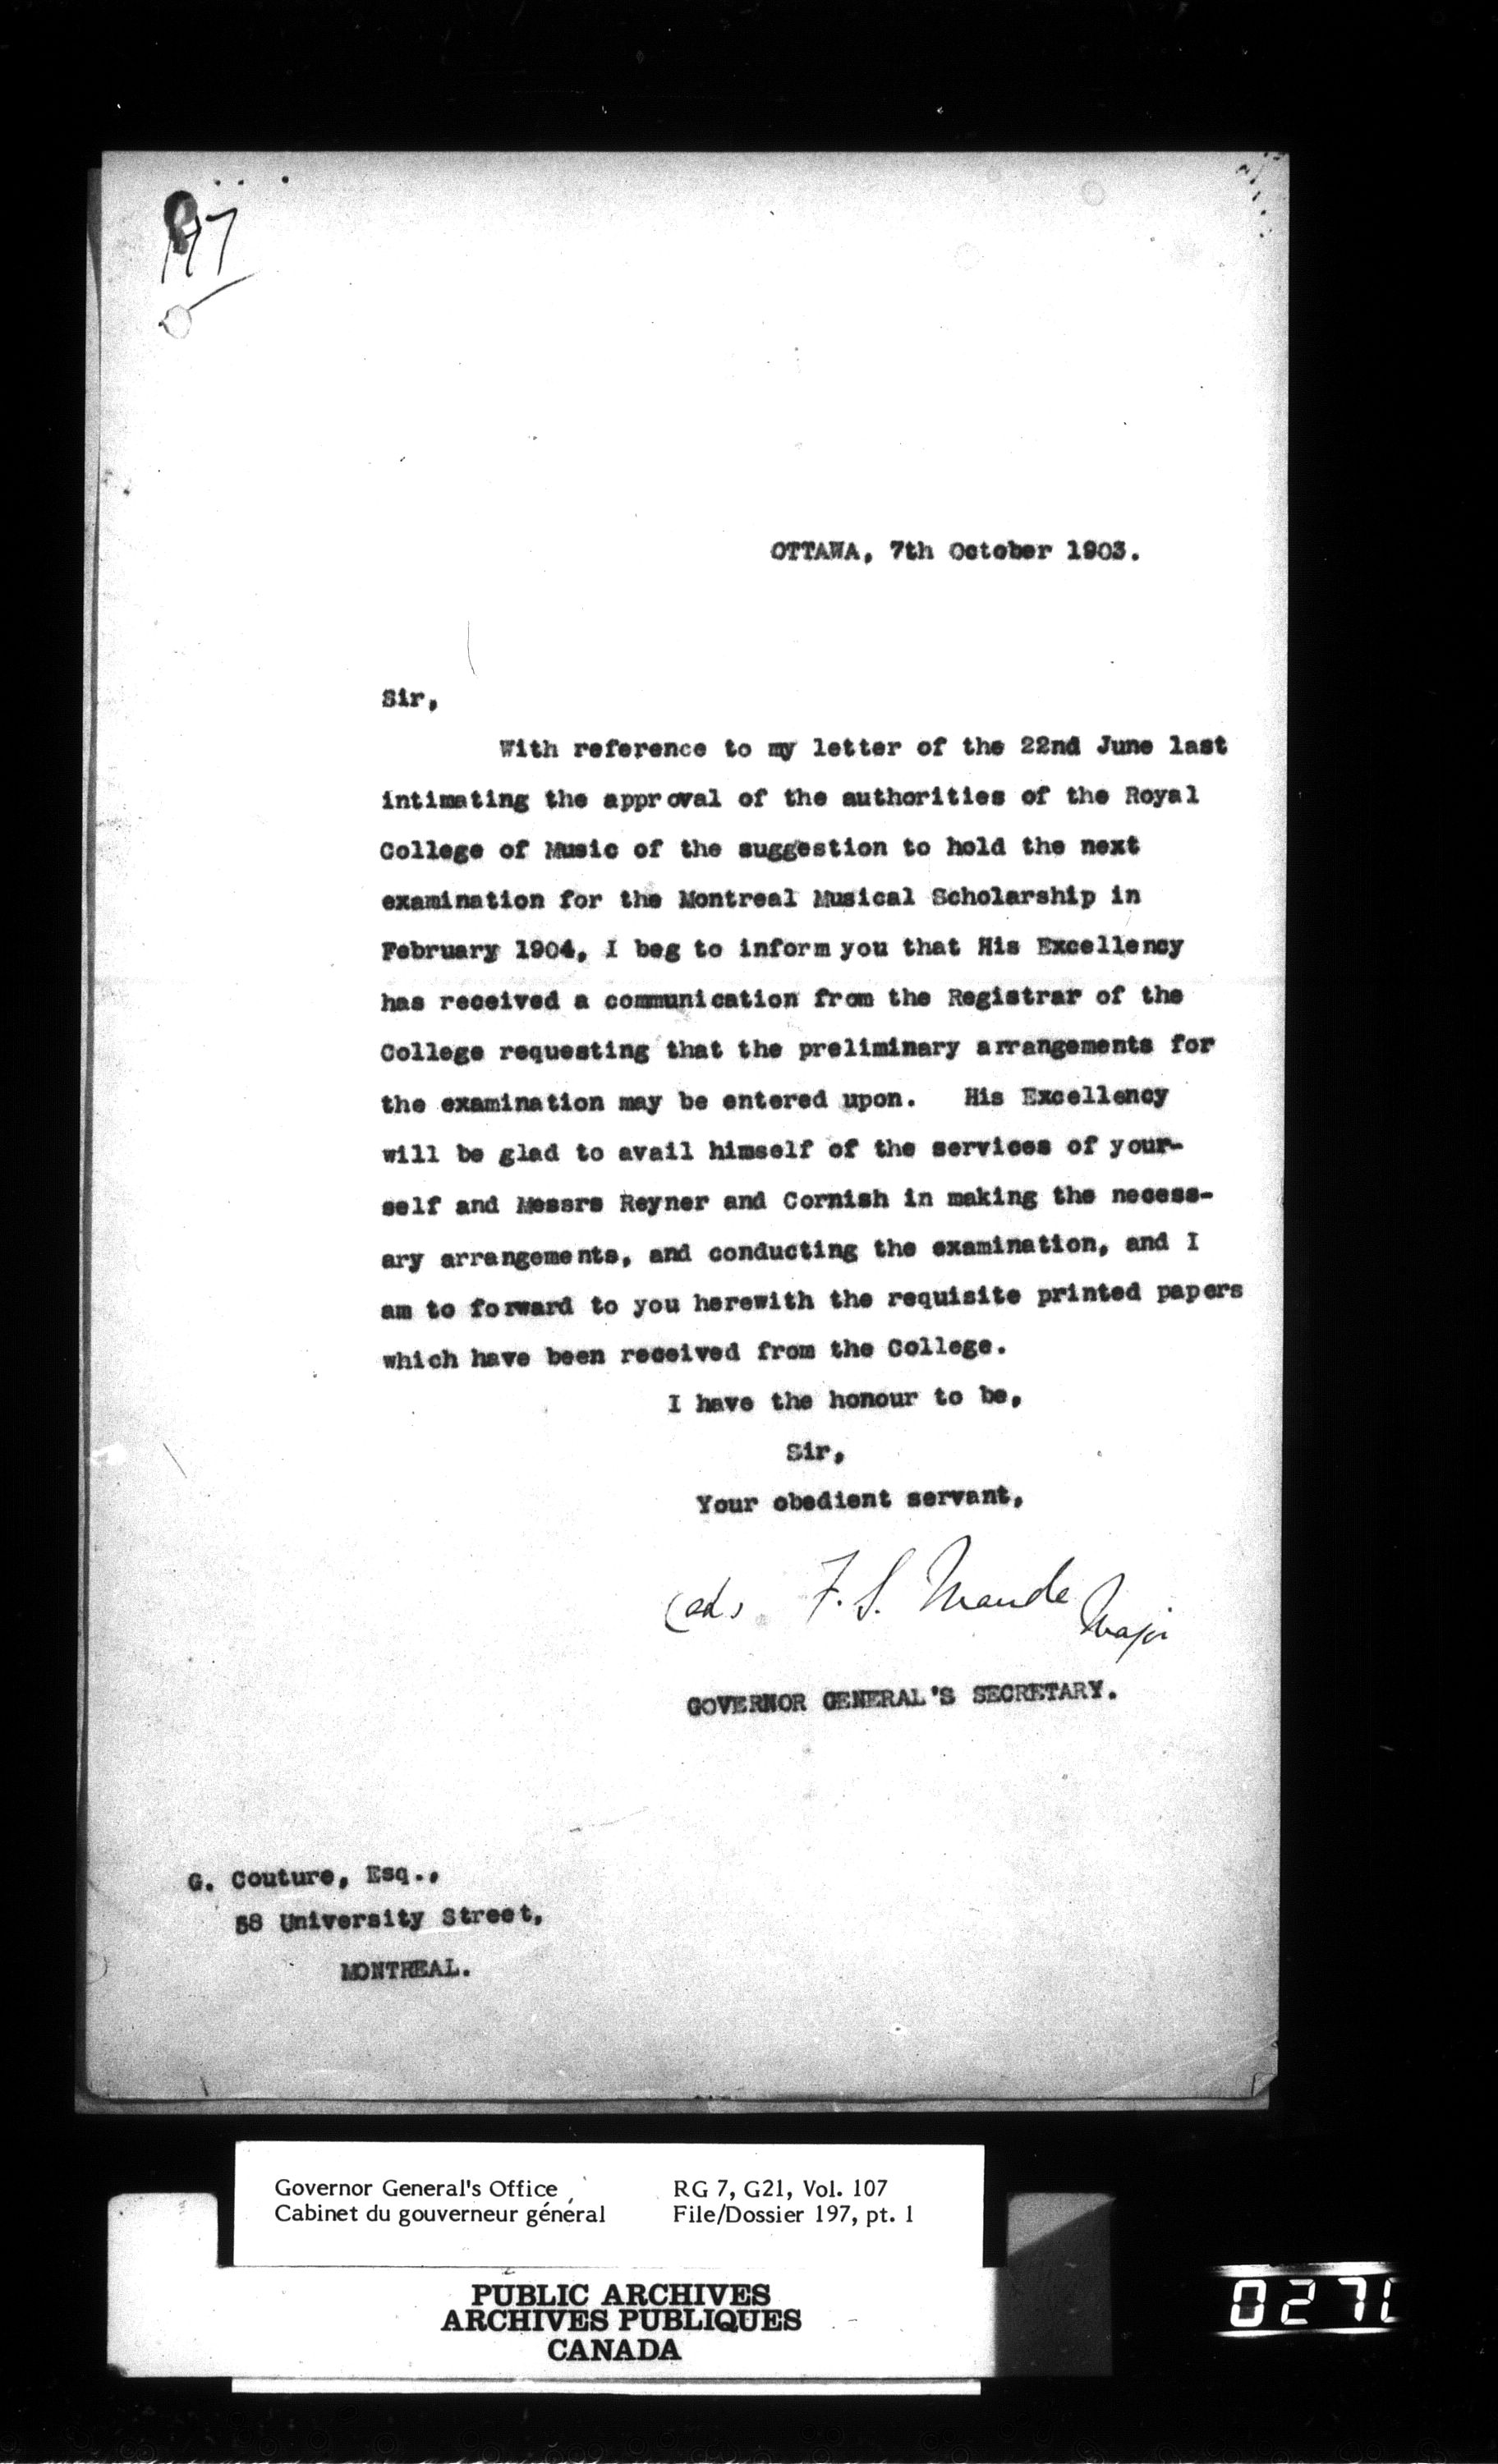 197
OTTAWA, 7th October 1903.
Sir,
With reference to my letter of the 22nd June last
intimating the approval of the authorities of the Royal
College of Music of the suggestion to hold the next
examination for the Montreal Musical Scholarship in
February 1904, I beg to inform you that His Excellency
has received a communication from the Registrar of the
College requesting that the preliminary arrangements for
the examination may be entered upon. His Excellency
will be glad to avail himself of the services of your-
self and Messrs Reyner and Cornish in making the necess-
ary arrangements, and conducting the examination, and I
am to forward to you herewith the requisite printed papers
which have been received from the College.
I have the honour to be,
Sir,
Your obedient servant,
F. S. Maude Major
GOVERNOR GENERAL'S SECRETARY.
G. Couture, Esq.,
58 University Street,
MONTREAL.
Governor General's Office RG 7, G21, Vol. 107
Cabinet du gouverneur général File/Dossier 197, pt. 1
PUBLIC ARCHIVES
ARCHIVES PUBLIQUES
CANADA